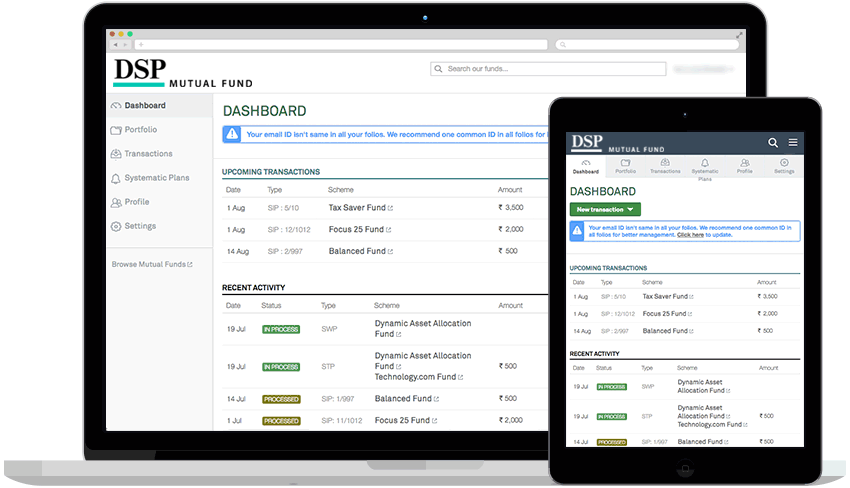 DSP
MUTUAL FUND
Search our funds...
Dashboard
Portfolio
Transactions
Systematic Plans
Profile
Settings
Browse Mutual Funds
DASHBOARD
Your email ID isn't same in all your folios. We recommend one common ID in all folios for
UPCOMING TRANSACTIONS
Date Type Scheme Amount
1 Aug SIP : 5/10 Tax Saver Fund ₹ 3,500
1 Aug SIP : 12/1012 Focus 25 Fund ₹ 2,000
14 Aug SIP : 2/997 Balanced Fund ₹ 500
RECENT ACTIVITY
Date Status Type Scheme Amount
19 Jul IN PROCESS SWP Dynamic Asset Allocation
Fund
19 Jul IN PROCESS STP Dynamic Asset Allocation
Fund ₹ 500
Technology.com Fund
14 Jul PROCESSED SIP: 1/997 Balanced Fund ₹ 500
1 Jul PROCESSED SIP: 11/1012 Focus 25 Fund ₹ 2,000
DSP
MUTUAL FUND
Dashboard Portfolio Transactions Systematic Profile Settings
Plans
DASHBOARD
New transaction
Your email ID isn't same in all your folios. We recommend one common ID in
all folios for better management. Click here to update.
UPCOMING TRANSACTIONS
Date Type Scheme Amount
1 Aug SIP : 5/10 Tax Saver Fund ₹ 3,500
1 Aug SIP : 12/1012 Focus 25 Fund ₹ 2,000
14 Aug SIP : 2/997 Balanced Fund ₹ 500
RECENT ACTIVITY
Date Status Type Scheme Amount
19 Jul IN PROCESS SWP Dynamic Asset
Allocation Fund
19 Jul IN PROCESS STP Dynamic Asset
Allocation Fund ₹ 500
Technology.com Fund
14 Jul PROCESSED SIP: 1/997 Balanced Fund ₹ 500